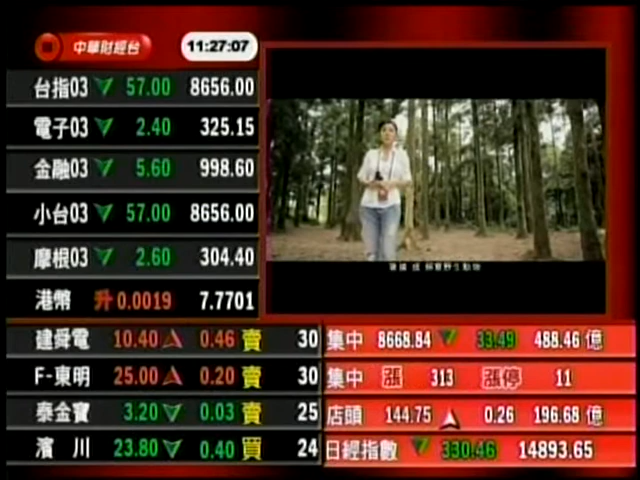 中華財經台 11:27:07
台指03 57.00 8656.00
電子03 2.40 325.15
金融03 5.60 998.60
小台03 57.00 8656.00
摩根03 2.60 304.40
港幣 升 0.0019 7.7701
建舜電 10.40 0.46 賣 30
F-東明 25.00 0.20 賣 30
泰金寶 3.20 0.03 賣 25
濱川 23.80 0.40 買 24
集中 8668.84 33.49 488.46 億
集中 漲 313 漲停 11
店頭 144.75 0.26 196.68 億
日經指數 330.46 14893.65